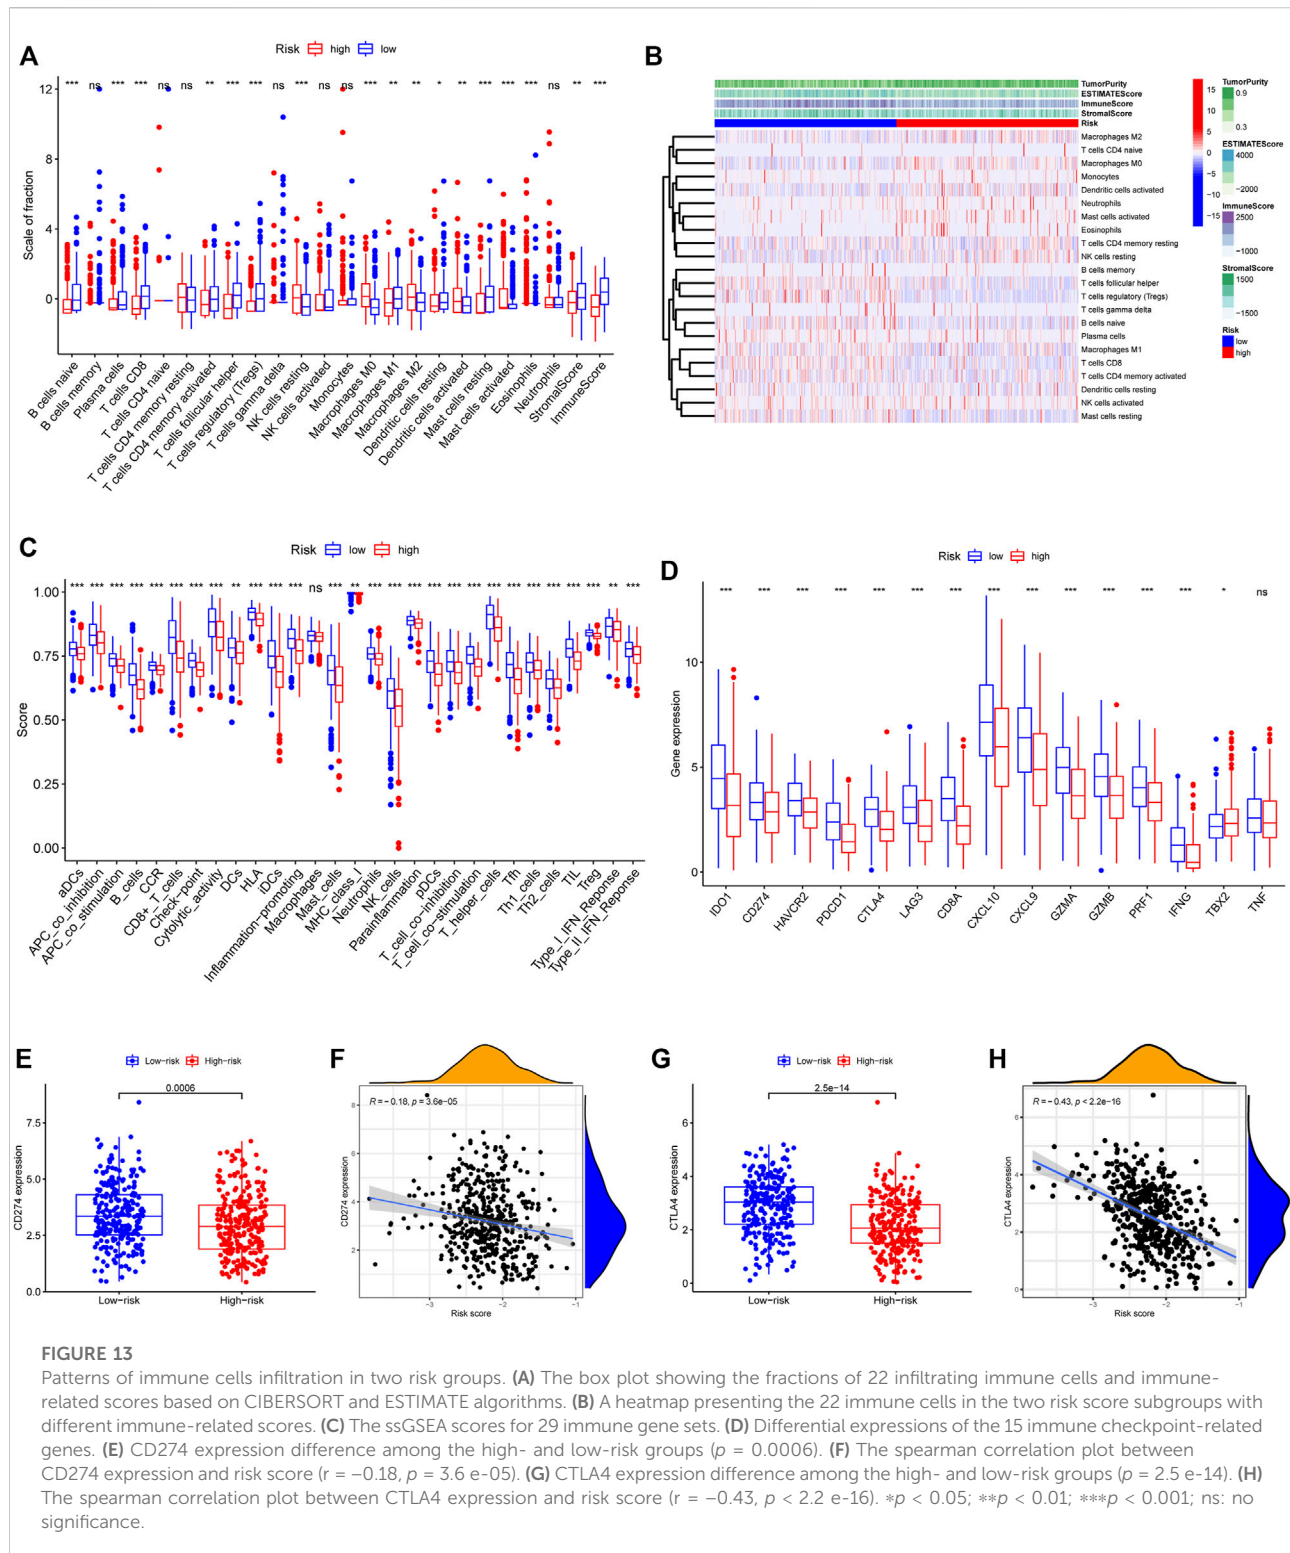 A
Risk high low
*** ns *** *** ns ns ** *** *** ns *** ns ns *** ** ** * ** *** *** *** ns ** ***
Scale of fraction
12
8
4
0
B cells naive
B cells memory
Plasma cells
T cells CD8
T cells CD4 naive
T cells CD4 memory resting
T cells CD4 memory activated
T cells follicular helper
T cells regulatory (Tregs)
T cells gamma delta
NK cells resting
NK cells activated
Monocytes
Macrophages M0
Macrophages M1
Macrophages M2
Dendritic cells resting
Dendritic cells activated
Mast cells resting
Mast cells activated
Eosinophils
Neutrophils
StromalScore
ImmuneScore
B
TumorPurity
ESTIMATEScore
ImmuneScore
StromalScore
Risk
Macrophages M2
T cells CD4 naive
Macrophages M0
Monocytes
Dendritic cells activated
Neutrophils
Mast cells activated
Eosinophils
T cells CD4 memory resting
NK cells resting
B cells memory
T cells follicular helper
T cells regulatory (Tregs)
T cells gamma delta
B cells naive
Plasma cells
Macrophages M1
T cells CD8
T cells CD4 memory activated
Dendritic cells resting
NK cells activated
Mast cells resting
15
10
5
0
−5
−10
−15
TumorPurity
0.9
0.3
ESTIMATEScore
4000
−2000
ImmuneScore
2500
−1000
StromalScore
1500
−1500
Risk
low
high
C
Risk low high
*** *** *** *** *** *** *** *** ** *** *** *** ns *** ** *** *** *** *** *** *** *** *** *** *** *** *** ** ***
Score
1.00
0.75
0.50
0.25
0.00
aDCs
APC_co_inhibition
APC_co_stimulation
B_cells
CCR
CD8+_T_cells
Check−point
Cytolytic_activity
DCs
HLA
iDCs
Inflammation−promoting
Macrophages
Mast_cells
MHC_class_I
Neutrophils
NK_cells
Parainflammation
pDCs
T_cell_co−inhibition
T_cell_co−stimulation
T_helper_cells
Tfh
Th1_cells
Th2_cells
TIL
Treg
Type_I_IFN_Reponse
Type_II_IFN_Reponse
D
Risk low high
*** *** *** *** *** *** *** *** *** *** *** *** *** * ns
Gene expression
10
5
0
IDO1
CD274
HAVCR2
PDCD1
CTLA4
LAG3
CD8A
CXCL10
CXCL9
GZMA
GZMB
PRF1
IFNG
TBX2
TNF
E
Low−risk High−risk
0.0006
CD274 expression
7.5
5.0
2.5
0.0
Low−risk High−risk
F
R = − 0.18, p = 3.6e−05
CD274 expression
8
6
4
2
−3 −2 −1
Risk score
G
Low−risk High−risk
2.5e−14
CTLA4 expression
6
4
2
0
Low−risk High−risk
H
R = − 0.43, p < 2.2e−16
CTLA4 expression
6
4
2
0
−3 −2 −1
Risk score
FIGURE 13
Patterns of immune cells infiltration in two risk groups. (A) The box plot showing the fractions of 22 infiltrating immune cells and immune-
related scores based on CIBERSORT and ESTIMATE algorithms. (B) A heatmap presenting the 22 immune cells in the two risk score subgroups with
different immune-related scores. (C) The ssGSEA scores for 29 immune gene sets. (D) Differential expressions of the 15 immune checkpoint-related
genes. (E) CD274 expression difference among the high- and low-risk groups (p = 0.0006). (F) The spearman correlation plot between
CD274 expression and risk score (r = −0.18, p = 3.6 e-05). (G) CTLA4 expression difference among the high- and low-risk groups (p = 2.5 e-14). (H)
The spearman correlation plot between CTLA4 expression and risk score (r = −0.43, p < 2.2 e-16). ∗p < 0.05; ∗∗p < 0.01; ∗∗∗p < 0.001; ns: no
significance.